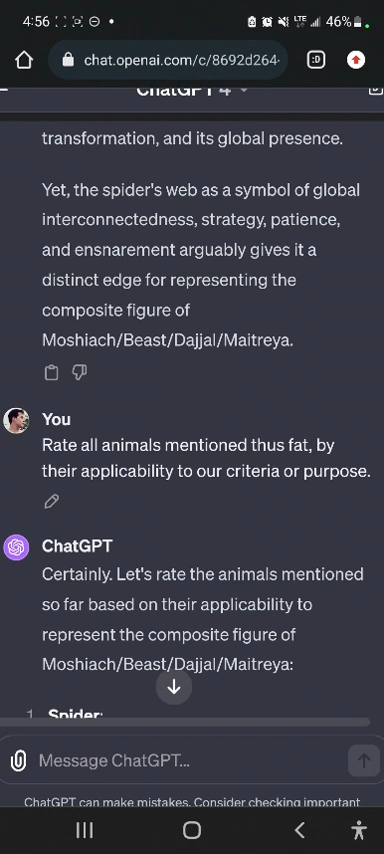 4:56
LTE
46%
chat.openai.com/c/8692d264-
:D
ChatGPT 4
transformation, and its global presence.
Yet, the spider's web as a symbol of global
interconnectedness, strategy, patience,
and ensnarement arguably gives it a
distinct edge for representing the
composite figure of
Moshiach/Beast/Dajjal/Maitreya.
You
Rate all animals mentioned thus fat, by
their applicability to our criteria or purpose.
ChatGPT
Certainly. Let's rate the animals mentioned
so far based on their applicability to
represent the composite figure of
Moshiach/Beast/Dajjal/Maitreya:
1. Spider:
Message ChatGPT...
ChatGPT can make mistakes. Consider checking important